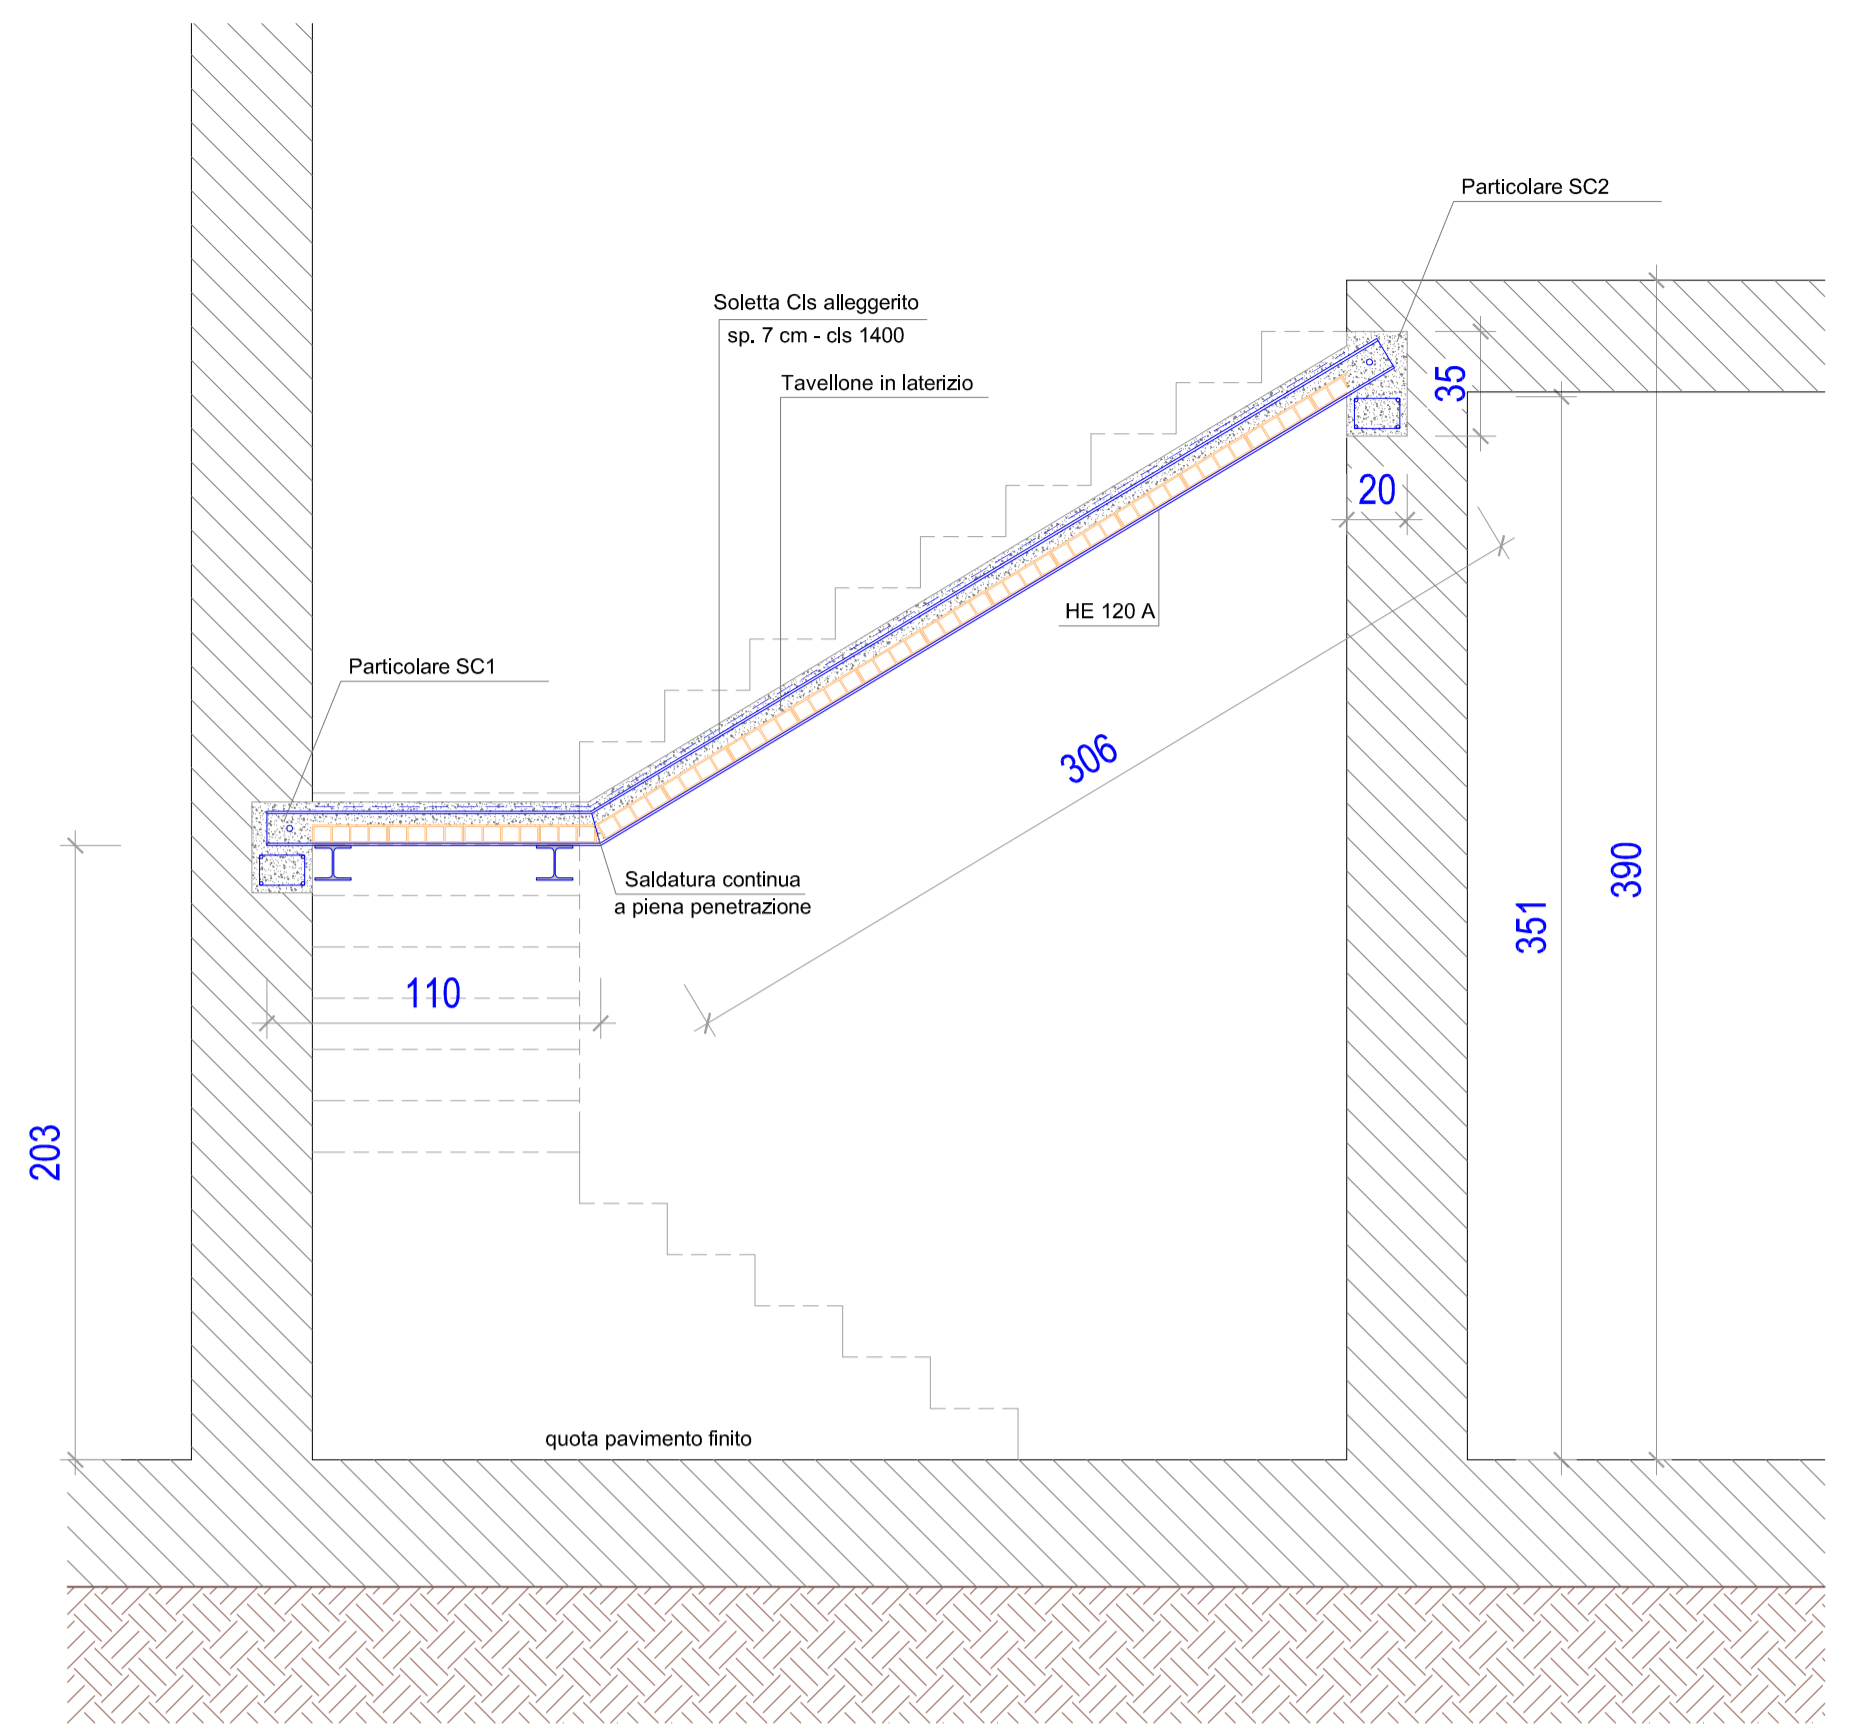 Particolare SC2
Soletta Cls alleggerito
sp. 7 cm - cls 1400
Tavellone in laterizio
35
20
HE 120 A
Particolare SC1
306
Saldatura continua
a piena penetrazione
390
351
110
203
quota pavimento finito